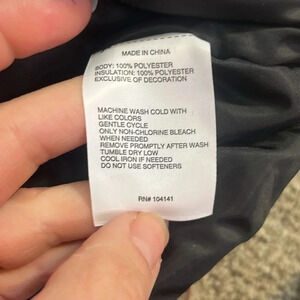 MADE IN CHINA
BODY: 100% POLYESTER
INSULATION: 100% POLYESTER
EXCLUSIVE OF DECORATION
MACHINE WASH COLD WITH
LIKE COLORS
GENTLE CYCLE
ONLY NON-CHLORINE BLEACH
WHEN NEEDED
REMOVE PROMPTLY AFTER WASH
TUMBLE DRY LOW
COOL IRON IF NEEDED
DO NOT USE SOFTENERS
RN# 104141